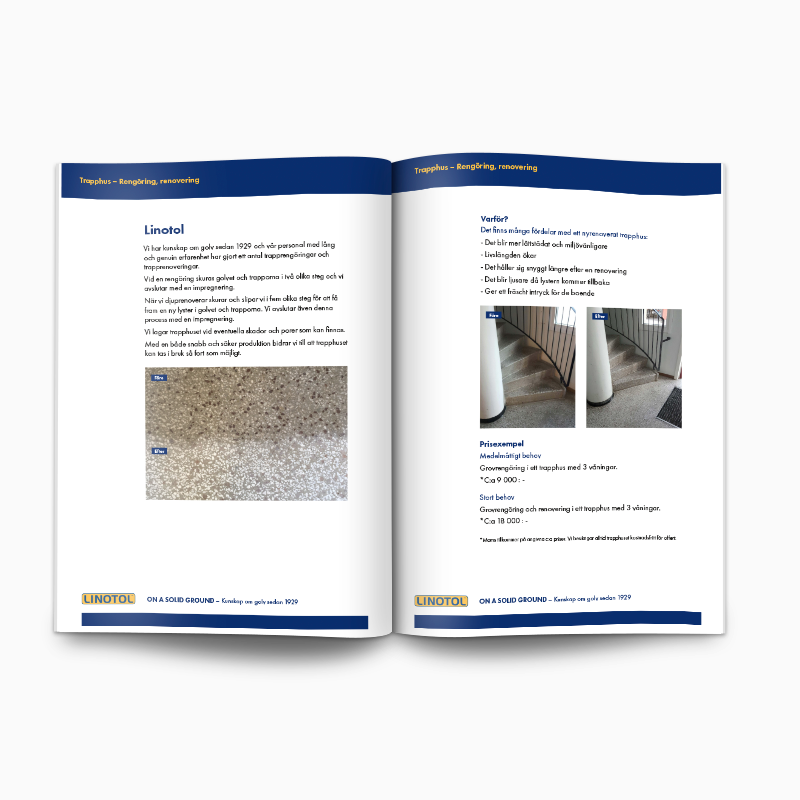 Trapphus – Rengöring, renovering
Linotol
Vi har kunskap om golv sedan 1929 och vår personal med lång
och genuin erfarenhet har gjort ett antal trapprengöringar och
trapprenoveringar.
Vid en rengöring skuras golvet och trapporna i två olika steg och vi
avslutar med en impregnering.
När vi djuprenoverar skurar och slipar vi i fem olika steg för att få
fram en ny lyster i golvet och trapporna. Vi avslutar även denna
process med en impregnering.
Vi lagar trapphuset vid eventuella skador och porer som kan finnas.
Med en både snabb och säker produktion bidrar vi till att trapphuset
kan tas i bruk så fort som möjligt.
Före
Efter
LINOTOL
ON A SOLID GROUND – Kunskap om golv sedan 1929
Trapphus – Rengöring, renovering
Varför?
Det finns många fördelar med ett nyrenoverat trapphus:
- Det blir mer lättstädat och miljövänligare
- Livslängden ökar
- Det håller sig snyggt längre efter en renovering
- Det blir ljusare då lystern kommer tillbaka
- Ger ett fräscht intryck för de boende
Före
Efter
Prisexempel
Medelmåttigt behov
Grovrengöring i ett trapphus med 3 våningar.
*C:a 9 000 : -
Stort behov
Grovrengöring och renovering i ett trapphus med 3 våningar.
*C:a 18 000 : -
*Moms tillkommer på angivna c:a priser. Vi besiktigar alltid trapphuset kostnadsfritt för offert.
LINOTOL
ON A SOLID GROUND – Kunskap om golv sedan 1929